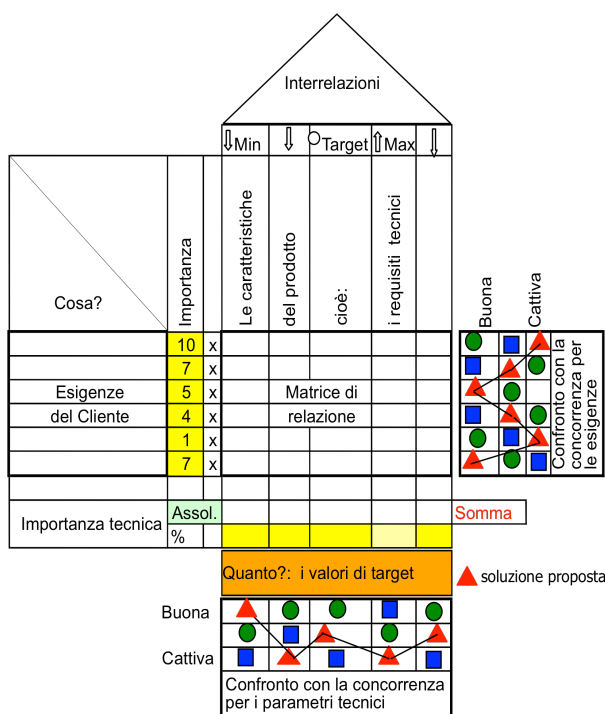 Interrelazioni
Min
Target
Max
Cosa?
Importanza
Le caratteristiche
del prodotto
cioè:
i requisiti tecnici
Buona
Cattiva
10 x
7 x
Esigenze
5 x
Matrice di
del Cliente
4 x
relazione
1 x
7 x
Confronto con la
concorrenza per
le esigenze
Importanza tecnica
Assol.
Somma
%
Quanto?: i valori di target
soluzione proposta
Buona
Cattiva
Confronto con la concorrenza
per i parametri tecnici